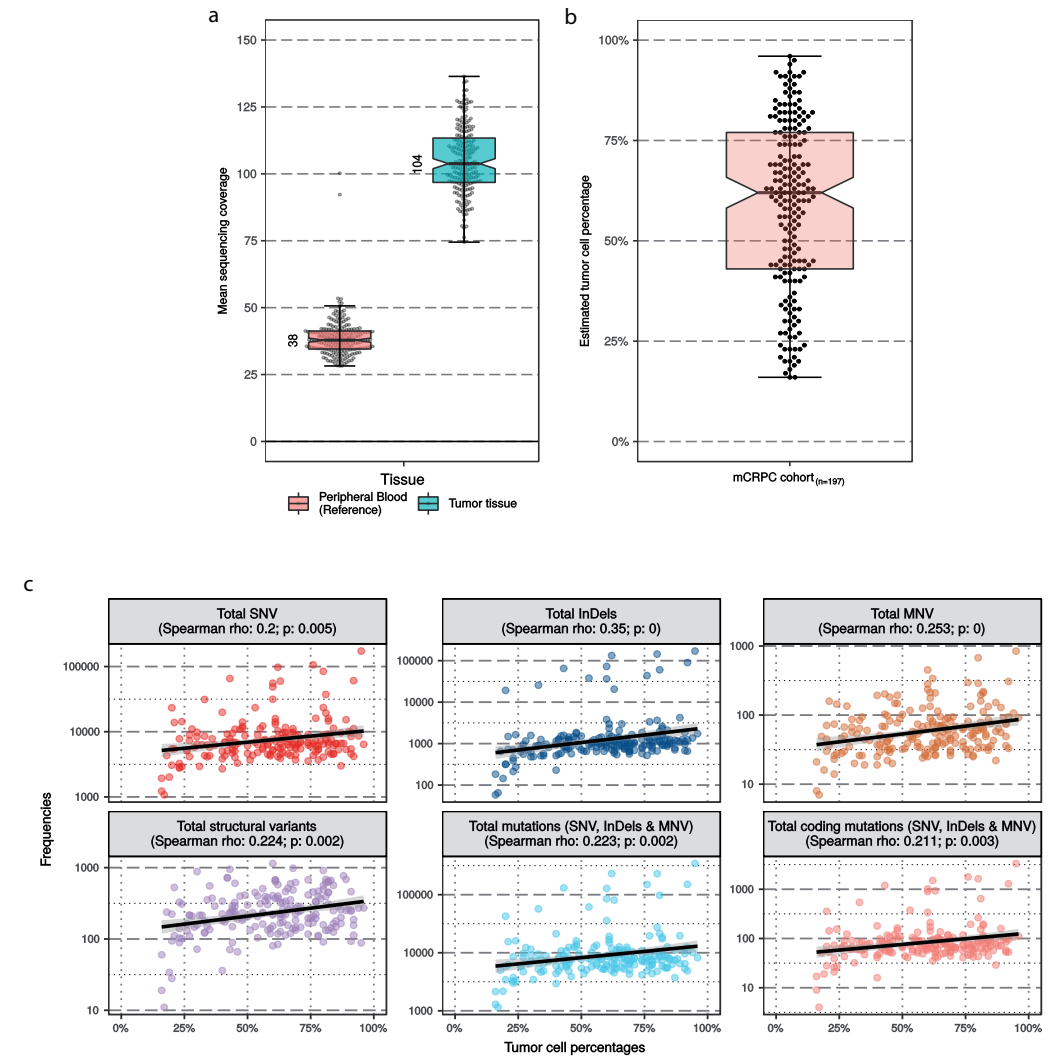 a
150
125
100
75
50
25
0
Mean sequencing coverage
38
104
Tissue
Peripheral Blood
(Reference)
Tumor tissue
b
100%
75%
50%
25%
0%
Estimated tumor cell percentage
mCRPC cohort (n=197)
c
Frequencies
Total SNV
(Spearman rho: 0.2; p: 0.005)
100000
10000
1000
Total InDels
(Spearman rho: 0.35; p: 0)
100000
10000
1000
100
Total MNV
(Spearman rho: 0.253; p: 0)
1000
100
10
Total structural variants
(Spearman rho: 0.224; p: 0.002)
1000
100
10
0% 25% 50% 75% 100%
Total mutations (SNV, InDels & MNV)
(Spearman rho: 0.223; p: 0.002)
100000
10000
1000
0% 25% 50% 75% 100%
Total coding mutations (SNV, InDels & MNV)
(Spearman rho: 0.211; p: 0.003)
1000
100
10
0% 25% 50% 75% 100%
Tumor cell percentages